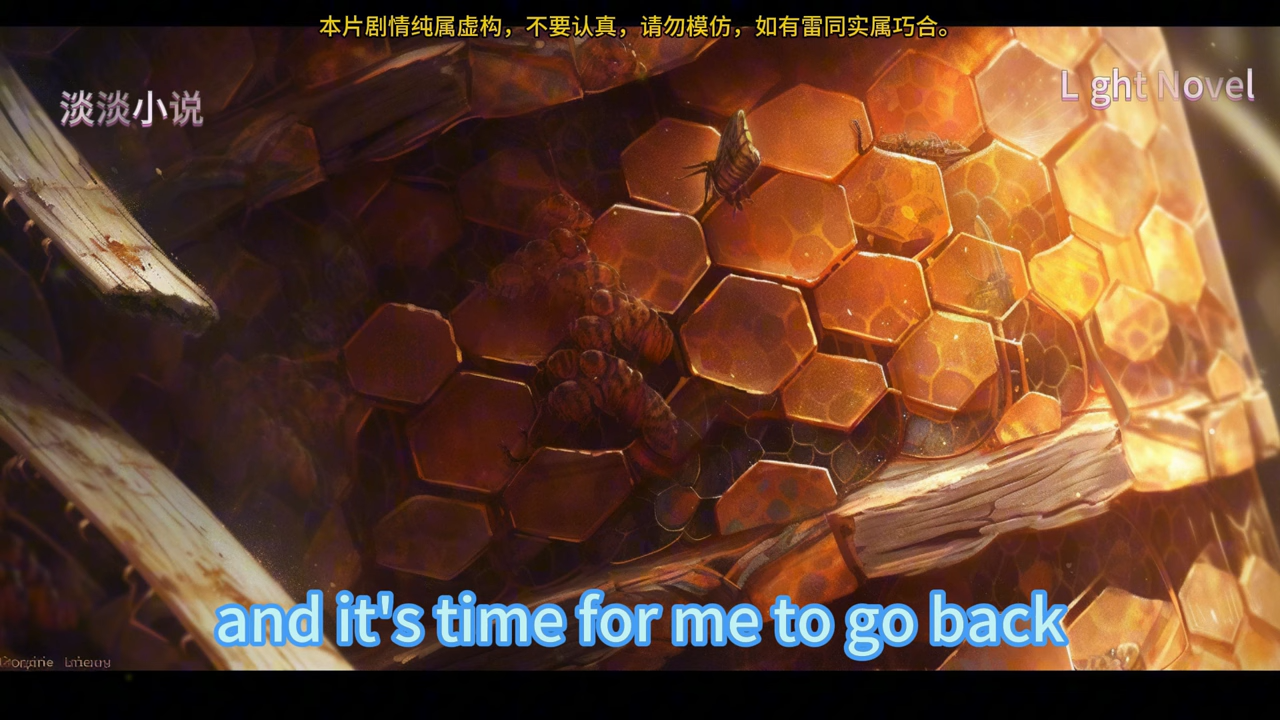 本片剧情纯属虚构，不要认真，请勿模仿，如有雷同实属巧合。
淡淡小说
L ght Novel
and it's time for me to go back